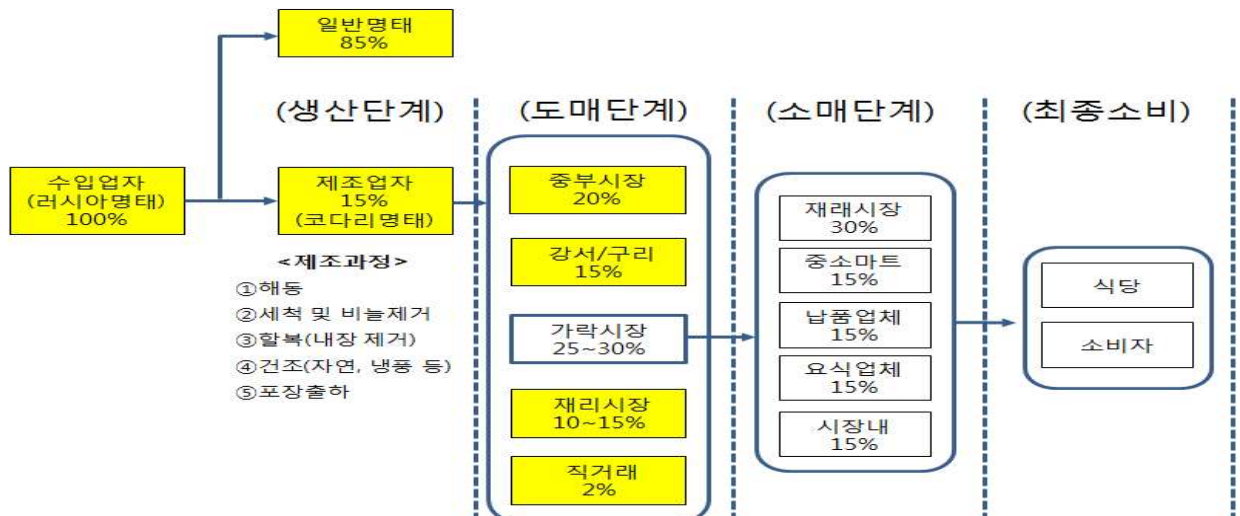 일반명태
85%
(생산단계)
(도매단계)
(소매단계)
(최종소비)
수입업자
(러시아명태)
100%
제조업자
15%
(코다리명태)
<제조과정>
①해동
②세척 및 비늘제거
③할복(내장 제거)
④건조(자연, 냉풍 등)
⑤포장출하
중부시장
20%
강서/구리
15%
가락시장
25~30%
재리시장
10~15%
직거래
2%
재래시장
30%
중소마트
15%
납품업체
15%
요식업체
15%
시장내
15%
식당
소비자